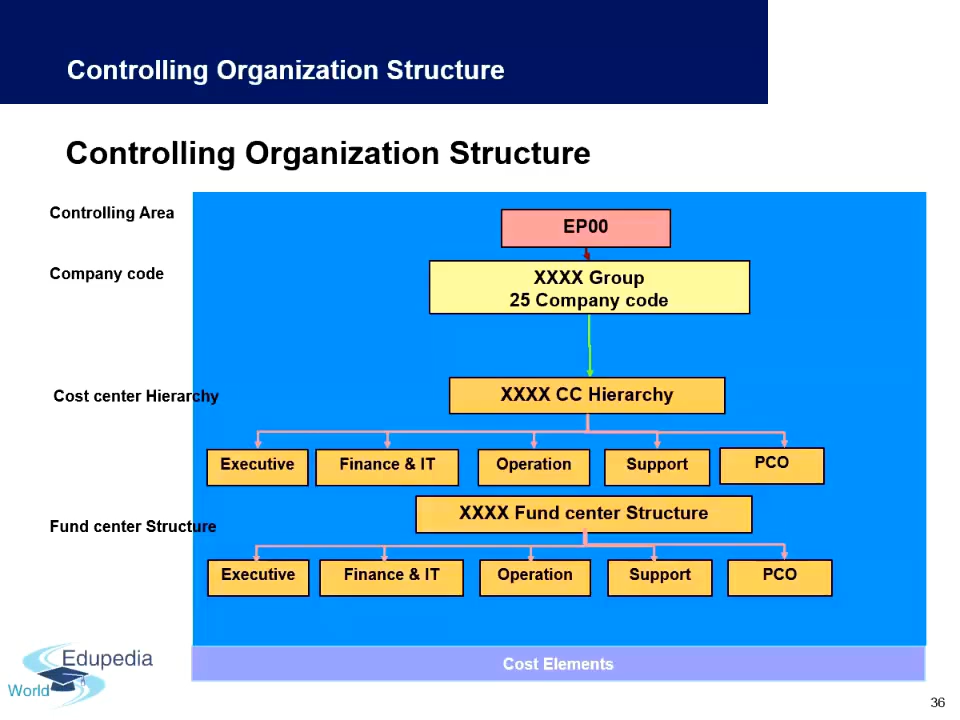 Controlling Organization Structure
Controlling Organization Structure
Controlling Area
EP00
Company code
XXXX Group
25 Company code
Cost center Hierarchy
XXXX CC Hierarchy
Executive
Finance & IT
Operation
Support
PCO
Fund center Structure
XXXX Fund center Structure
Executive
Finance & IT
Operation
Support
PCO
Cost Elements
Edupedia
World
36